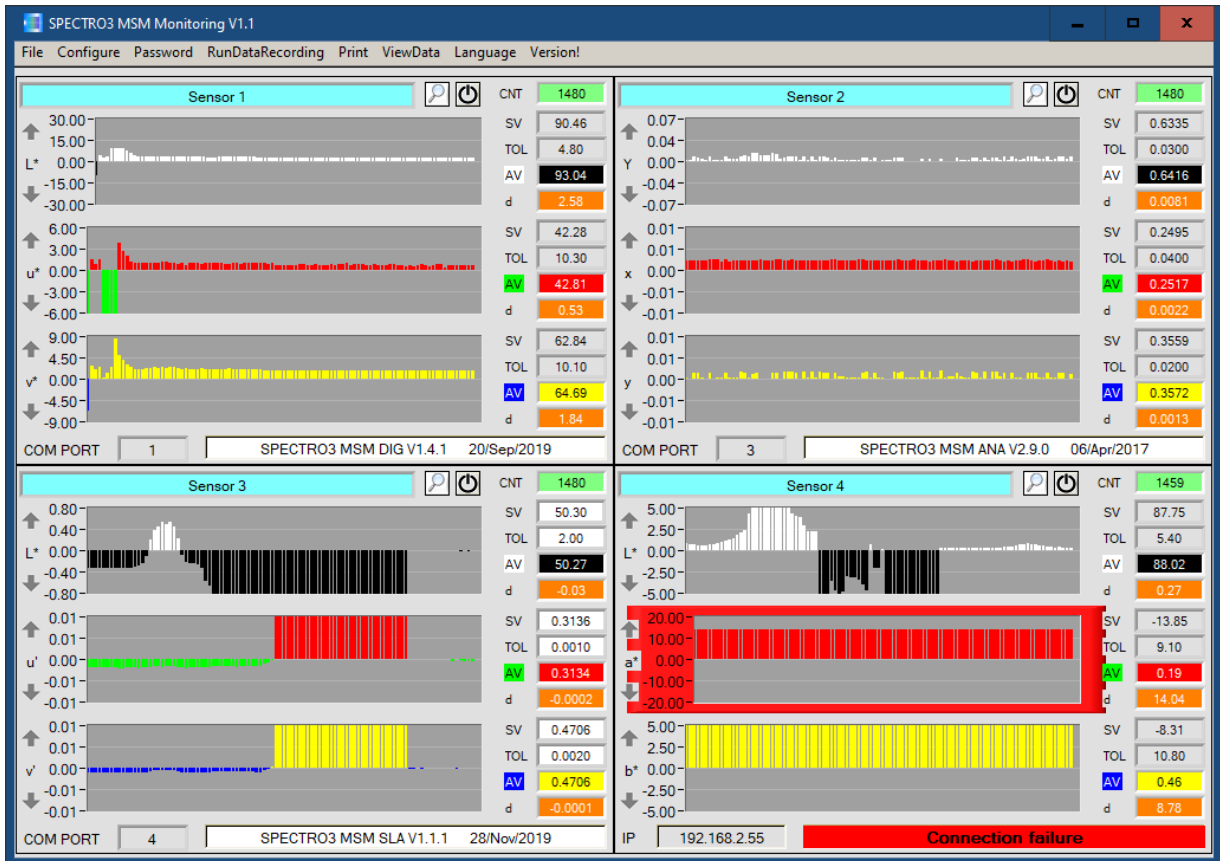 SPECTRO3 MSM Monitoring V1.1
File Configure Password RunDataRecording Print ViewData Language Version!
Sensor 1
CNT 1480
30.00
15.00
L* 0.00
-15.00
-30.00
SV 90.46
TOL 4.80
AV 93.04
d 2.58
6.00
3.00
u* 0.00
-3.00
-6.00
SV 42.28
TOL 10.30
AV 42.81
d 0.53
9.00
4.50
v* 0.00
-4.50
-9.00
SV 62.84
TOL 10.10
AV 64.69
d 1.84
COM PORT 1 SPECTRO3 MSM DIG V1.4.1 20/Sep/2019
Sensor 2
CNT 1480
0.07
0.04
Y 0.00
-0.04
-0.07
SV 0.6335
TOL 0.0300
AV 0.6416
d 0.0081
0.01
0.01
x 0.00
-0.01
-0.01
SV 0.2495
TOL 0.0400
AV 0.2517
d 0.0022
0.01
0.01
y 0.00
-0.01
-0.01
SV 0.3559
TOL 0.0200
AV 0.3572
d 0.0013
COM PORT 3 SPECTRO3 MSM ANA V2.9.0 06/Apr/2017
Sensor 3
CNT 1480
0.80
0.40
L* 0.00
-0.40
-0.80
SV 50.30
TOL 2.00
AV 50.27
d -0.03
0.01
0.01
u' 0.00
-0.01
-0.01
SV 0.3136
TOL 0.0010
AV 0.3134
d -0.0002
0.01
0.01
v' 0.00
-0.01
-0.01
SV 0.4706
TOL 0.0020
AV 0.4706
d -0.0001
COM PORT 4 SPECTRO3 MSM SLA V1.1.1 28/Nov/2019
Sensor 4
CNT 1459
5.00
2.50
L* 0.00
-2.50
-5.00
SV 87.75
TOL 5.40
AV 88.02
d 0.27
20.00
10.00
a* 0.00
-10.00
-20.00
SV -13.85
TOL 9.10
AV 0.19
d 14.04
5.00
2.50
b* 0.00
-2.50
-5.00
SV -8.31
TOL 10.80
AV 0.46
d 8.78
IP 192.168.2.55 Connection failure